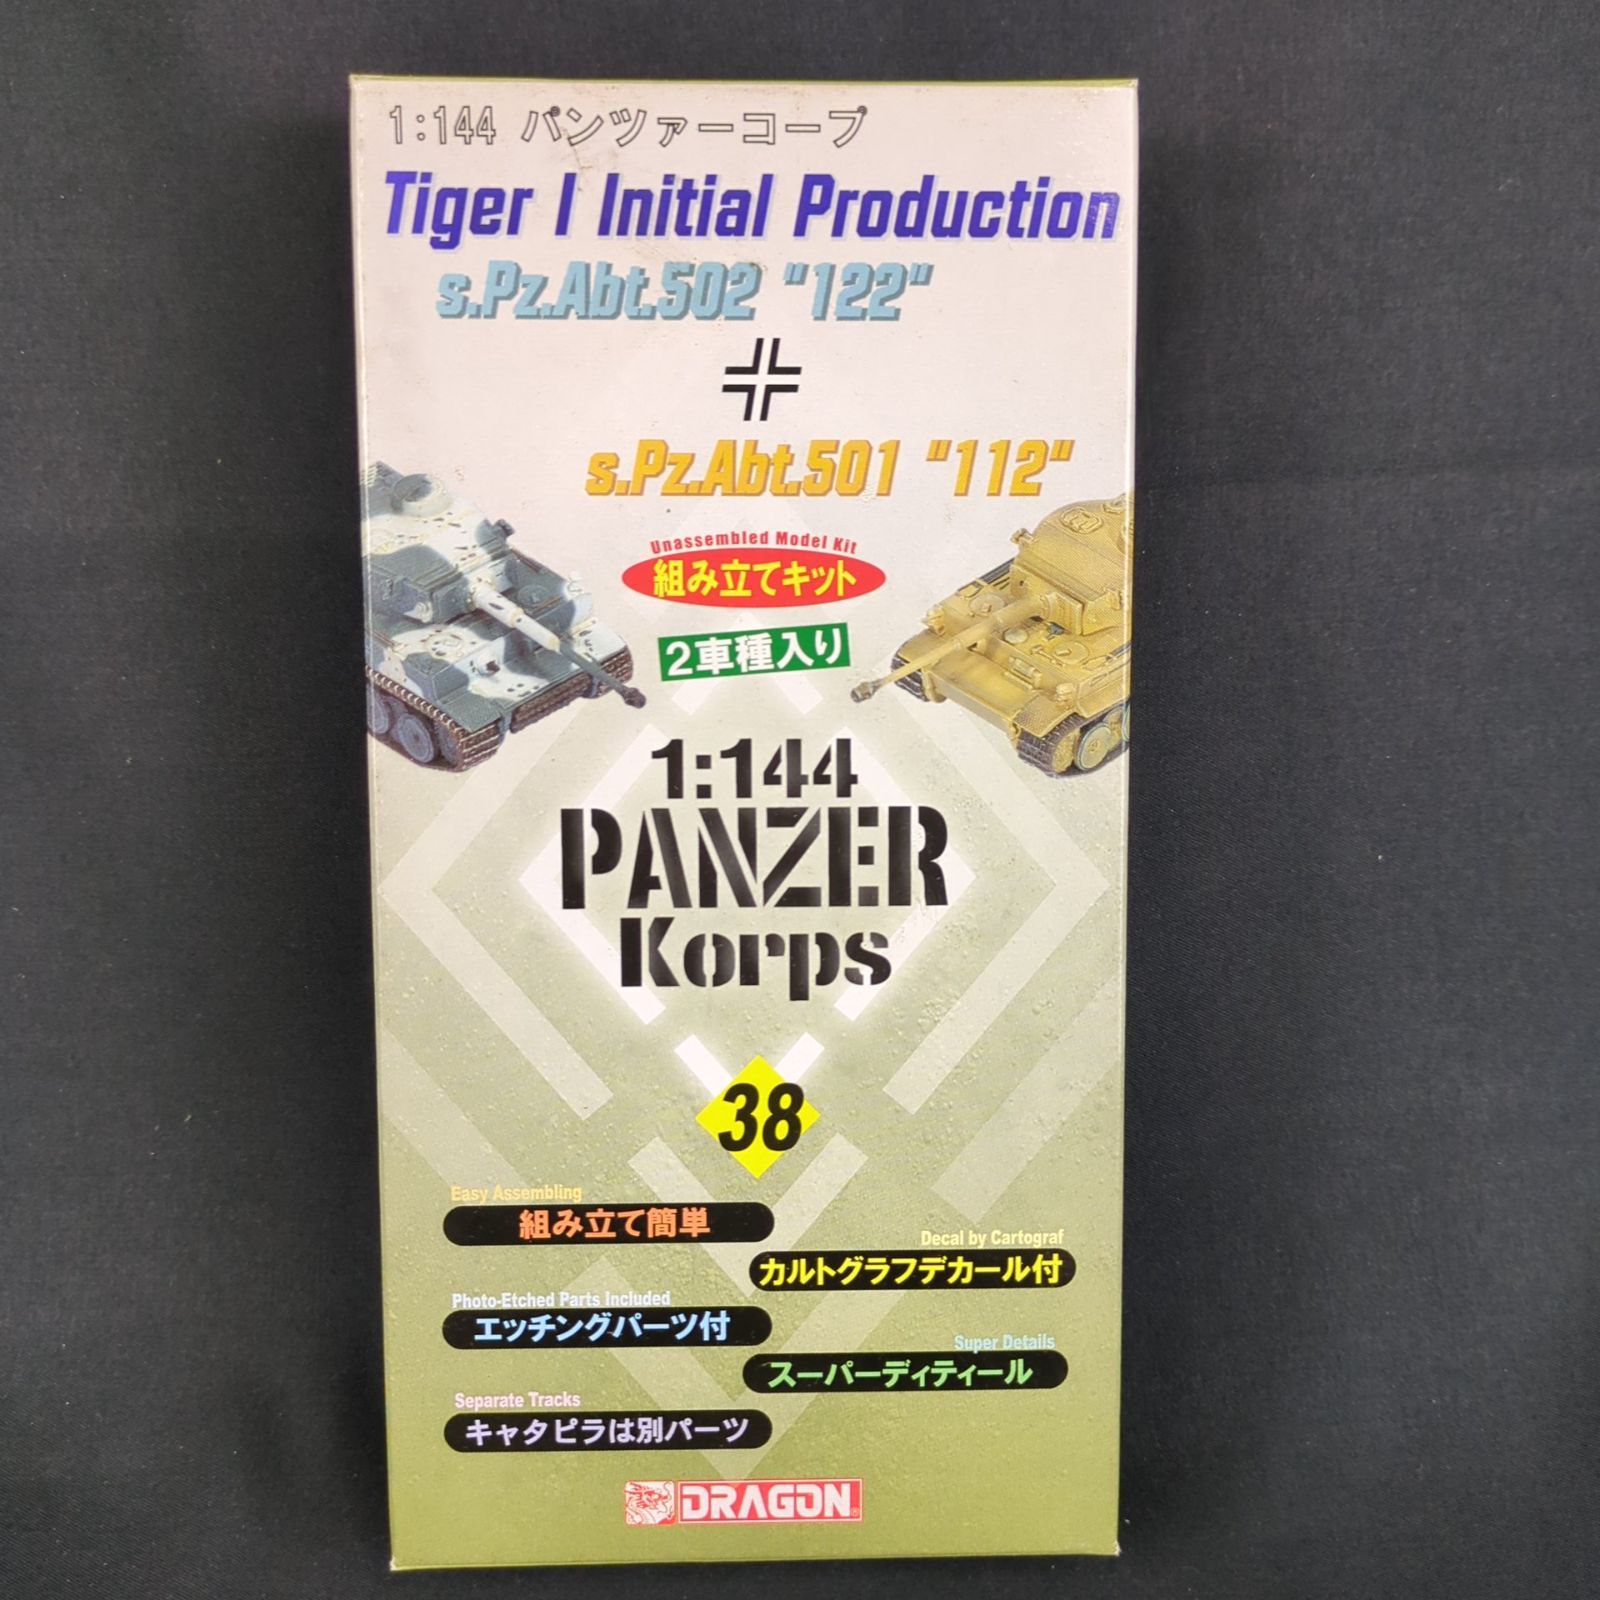 1:144 パンツァーコープ
Tiger I Initial Production
s.Pz.Abt.502 "122"
s.Pz.Abt.501 "112"
Unassembled Model Kit
組み立てキット
2車種入り
1:144
PANZER
Korps
38
Easy Assembling
組み立て簡単
Decal by Cartograf
カルトグラフデカール付
Photo-Etched Parts Included
エッチングパーツ付
Super Details
スーパーディティール
Separate Tracks
キャタピラは別パーツ
DRAGON®